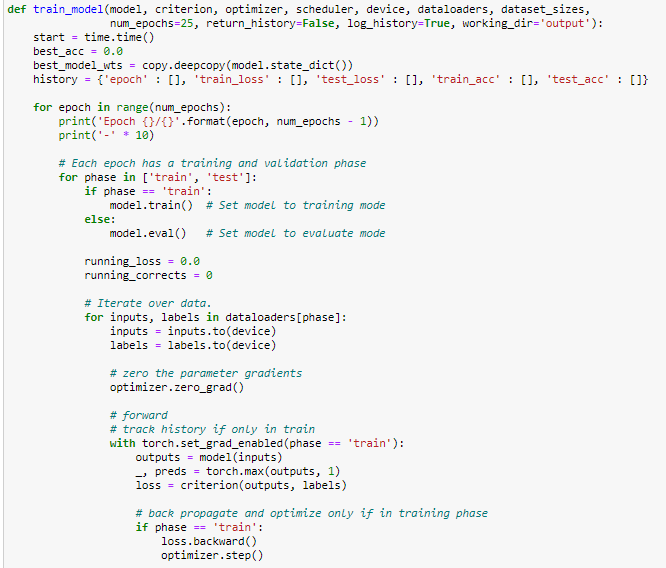 def train_model(model, criterion, optimizer, scheduler, device, dataloaders, dataset_sizes,
                num_epochs=25, return_history=False, log_history=True, working_dir='output'):
    start = time.time()
    best_acc = 0.0
    best_model_wts = copy.deepcopy(model.state_dict())
    history = {'epoch' : [], 'train_loss' : [], 'test_loss' : [], 'train_acc' : [], 'test_acc' : []}

    for epoch in range(num_epochs):
        print('Epoch {}/{}'.format(epoch, num_epochs - 1))
        print('-' * 10)

        # Each epoch has a training and validation phase
        for phase in ['train', 'test']:
            if phase == 'train':
                model.train()  # Set model to training mode
            else:
                model.eval()   # Set model to evaluate mode

            running_loss = 0.0
            running_corrects = 0

            # Iterate over data.
            for inputs, labels in dataloaders[phase]:
                inputs = inputs.to(device)
                labels = labels.to(device)

                # zero the parameter gradients
                optimizer.zero_grad()

                # forward
                # track history if only in train
                with torch.set_grad_enabled(phase == 'train'):
                    outputs = model(inputs)
                    _, preds = torch.max(outputs, 1)
                    loss = criterion(outputs, labels)

                    # back propagate and optimize only if in training phase
                    if phase == 'train':
                        loss.backward()
                        optimizer.step()